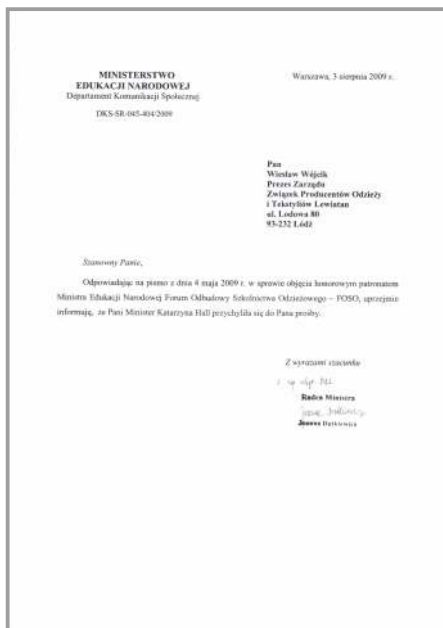 MINISTERSTWO
EDUKACJI NARODOWEJ
Departament Komunikacji Społecznej
DKS-SR-045-404/2009
Warszawa, 3 sierpnia 2009 r.
Pan
Wiesław Wójcik
Prezes Zarządu
Związek Producentów Odzieży
i Tekstyliów Lewiatan
ul. Lodowa 80
93-232 Łódź
Szanowny Panie,
Odpowiadając na pismo z dnia 4 maja 2009 r. w sprawie objęcia honorowym patronatem
Ministra Edukacji Narodowej Forum Odbudowy Szkolnictwa Odzieżowego – FOSO, uprzejmie
informuję, że Pani Minister Katarzyna Hall przychyliła się do Pana prośby.
Z wyrazami szacunku
Radca Ministra